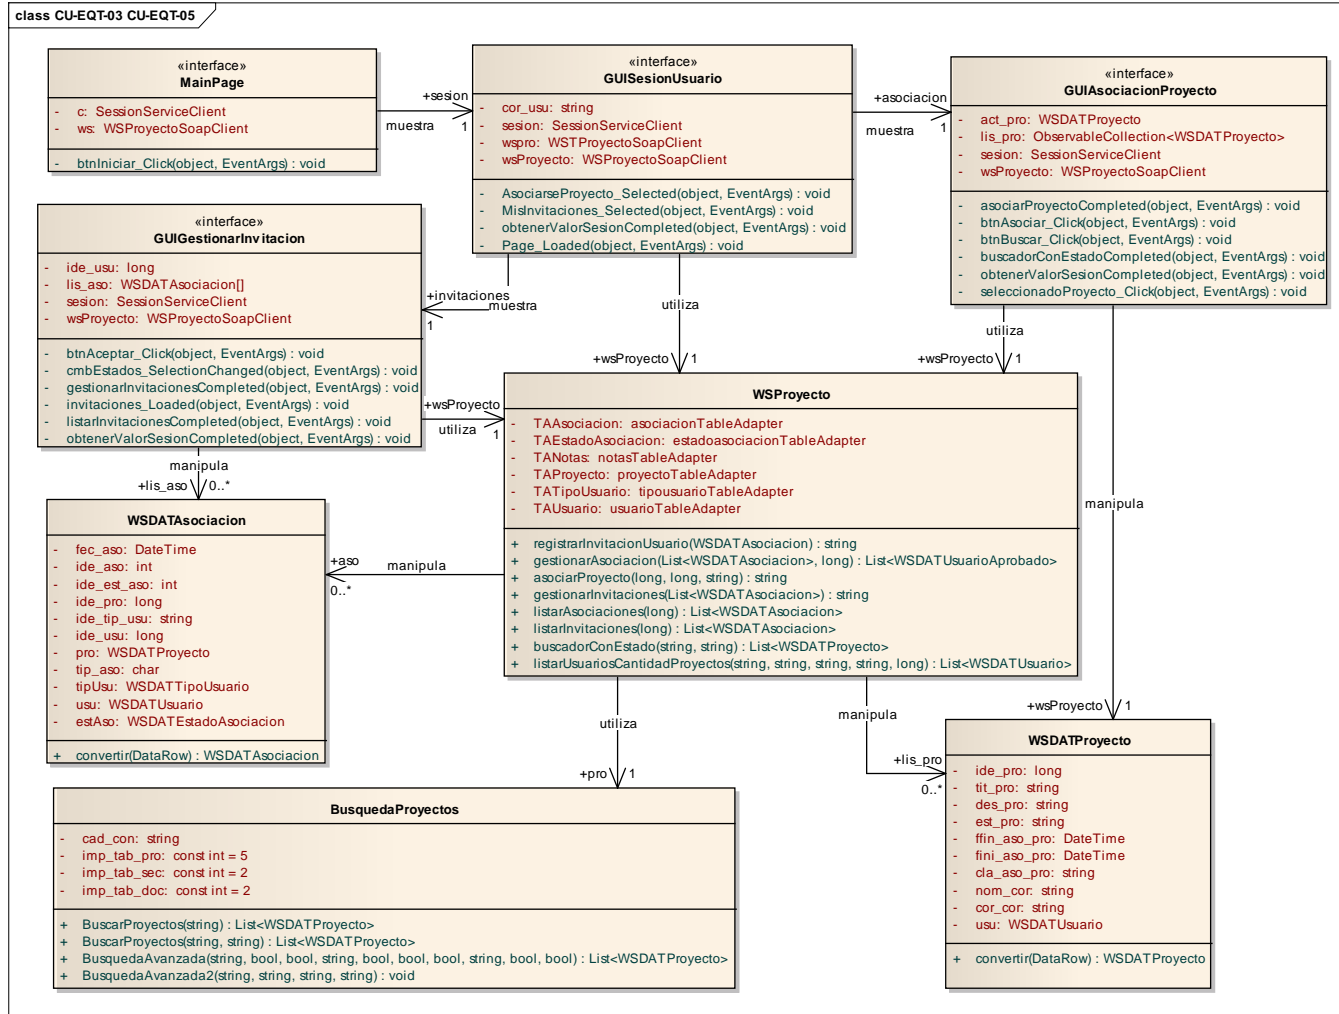 class CU-EQT-03 CU-EQT-05
«interface»
MainPage
- c: SessionServiceClient
- ws: WSProyectoSoapClient
- btnIniciar_Click(object, EventArgs) : void
+sesion
muestra
1
«interface»
GUISesionUsuario
- cor_usu: string
- sesion: SessionServiceClient
- wspro: WSTProyectoSoapClient
- wsProyecto: WSProyectoSoapClient
- AsociarseProyecto_Selected(object, EventArgs) : void
- MisInvitaciones_Selected(object, EventArgs) : void
- obtenerValorSesionCompleted(object, EventArgs) : void
- Page_Loaded(object, EventArgs) : void
+asociacion
muestra
1
«interface»
GUIAsociacionProyecto
- act_pro: WSDATProyecto
- lis_pro: ObservableCollection<WSDATProyecto>
- sesion: SessionServiceClient
- wsProyecto: WSProyectoSoapClient
- asociarProyectoCompleted(object, EventArgs) : void
- btnAsociar_Click(object, EventArgs) : void
- btnBuscar_Click(object, EventArgs) : void
- buscadorConEstadoCompleted(object, EventArgs) : void
- obtenerValorSesionCompleted(object, EventArgs) : void
- seleccionadoProyecto_Click(object, EventArgs) : void
«interface»
GUIGestionarInvitacion
- ide_usu: long
- lis_aso: WSDATAsociacion[]
- sesion: SessionServiceClient
- wsProyecto: WSProyectoSoapClient
- btnAceptar_Click(object, EventArgs) : void
- cmbEstados_SelectionChanged(object, EventArgs) : void
- gestionarInvitacionesCompleted(object, EventArgs) : void
- invitaciones_Loaded(object, EventArgs) : void
- listarInvitacionesCompleted(object, EventArgs) : void
- obtenerValorSesionCompleted(object, EventArgs) : void
+invitaciones
muestra
1
utiliza
+wsProyecto
1
utiliza
+wsProyecto
1
+wsProyecto
utiliza
1
manipula
+lis_aso
0..*
WSProyecto
- TAAsociacion: asociacionTableAdapter
- TAEstadoAsociacion: estadoasociacionTableAdapter
- TANotas: notasTableAdapter
- TAProyecto: proyectoTableAdapter
- TATipoUsuario: tipousuarioTableAdapter
- TAUsuario: usuarioTableAdapter
+ registrarInvitacionUsuario(WSDATAsociacion) : string
+ gestionarAsociacion(List<WSDATAsociacion>, long) : List<WSDATUsuarioAprobado>
+ asociarProyecto(long, long, string) : string
+ gestionarInvitaciones(List<WSDATAsociacion>) : string
+ listarAsociaciones(long) : List<WSDATAsociacion>
+ listarInvitaciones(long) : List<WSDATAsociacion>
+ buscadorConEstado(string, string) : List<WSDATProyecto>
+ listarUsuariosCantidadProyectos(string, string, string, string, long) : List<WSDATUsuario>
manipula
+wsProyecto
1
WSDATAsociacion
- fec_aso: DateTime
- ide_aso: int
- ide_est_aso: int
- ide_pro: long
- ide_tip_usu: string
- ide_usu: long
- pro: WSDATProyecto
- tip_aso: char
- tipUsu: WSDATTipoUsuario
- usu: WSDATUsuario
- estAso: WSDATEstadoAsociacion
+ convertir(DataRow) : WSDATAsociacion
+aso
manipula
0..*
utiliza
+pro
1
manipula
+lis_pro
0..*
BusquedaProyectos
- cad_con: string
- imp_tab_pro: const int = 5
- imp_tab_sec: const int = 2
- imp_tab_doc: const int = 2
+ BuscarProyectos(string) : List<WSDATProyecto>
+ BuscarProyectos(string, string) : List<WSDATProyecto>
+ BusquedaAvanzada(string, bool, bool, string, bool, bool, bool, string, bool, bool) : List<WSDATProyecto>
+ BusquedaAvanzada2(string, string, string, string) : void
WSDATProyecto
- ide_pro: long
- tit_pro: string
- des_pro: string
- est_pro: string
- ffin_aso_pro: DateTime
- fini_aso_pro: DateTime
- cla_aso_pro: string
- nom_cor: string
- cor_cor: string
- usu: WSDATUsuario
+ convertir(DataRow) : WSDATProyecto